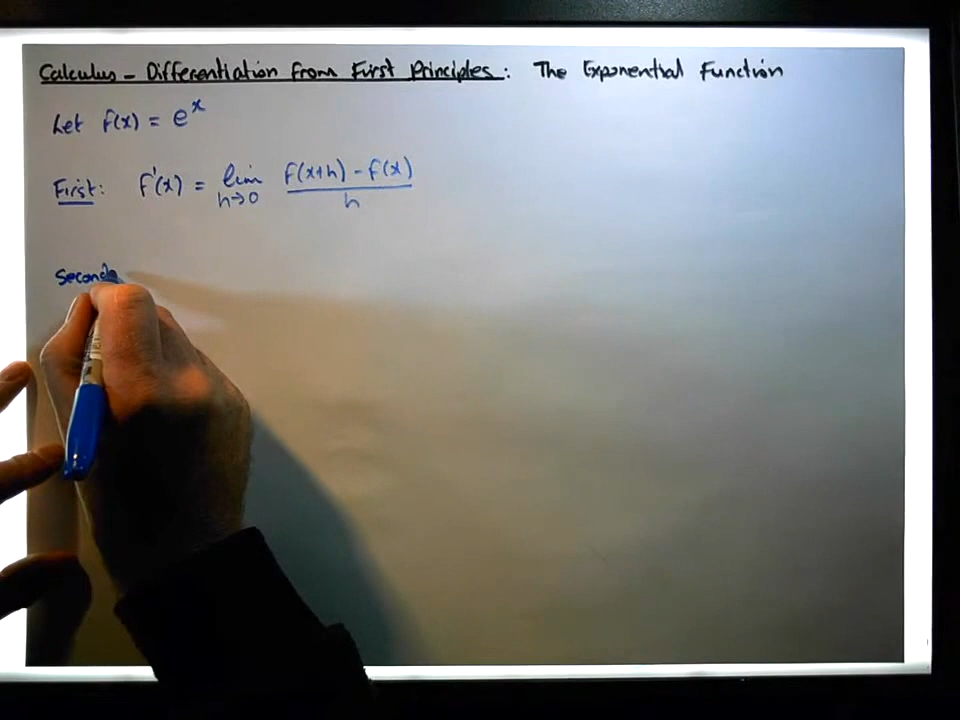 Calculus - Differentiation from First Principles: The Exponential Function
Let f(x) = e^x
First: f'(x) = lim h→0 f(x+h) - f(x) / h
Second